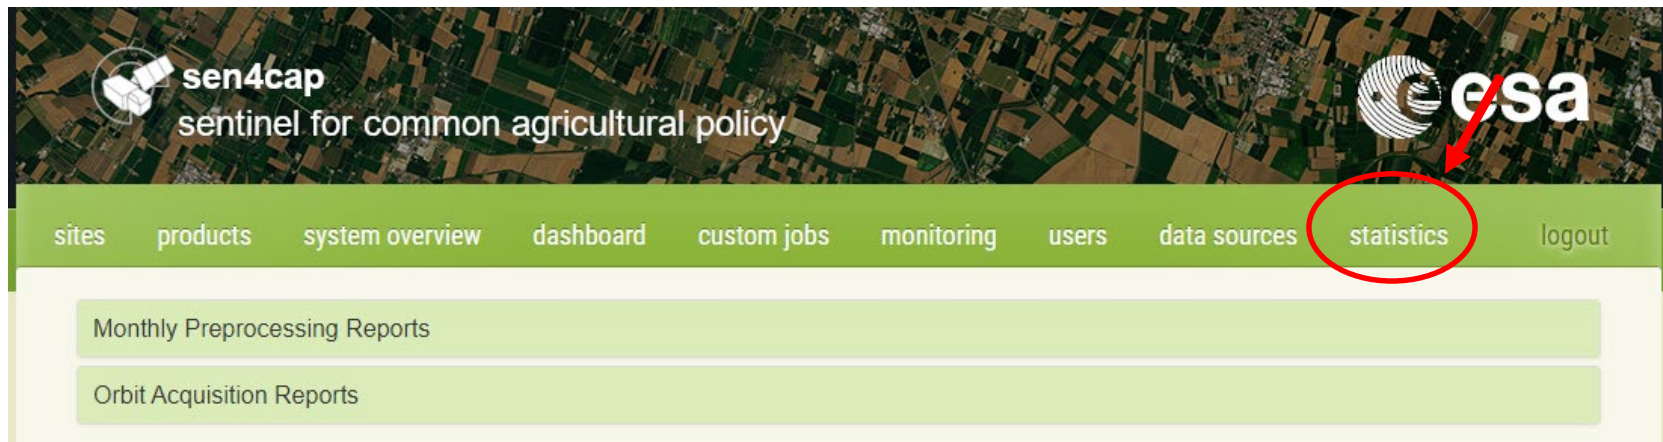 sen4cap
sentinel for common agricultural policy
esa
sites products system overview dashboard custom jobs monitoring users data sources statistics logout
Monthly Preprocessing Reports
Orbit Acquisition Reports